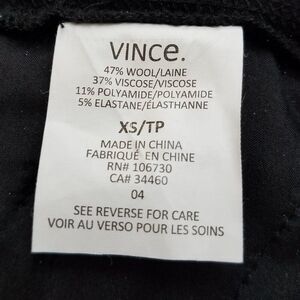 VINCe.
47% WOOL/LAINE
37% VISCOSE/VISCOSE
11% POLYAMIDE/POLYAMIDE
5% ELASTANE/ÉLASTHANNE
XS/TP
MADE IN CHINA
FABRIQUÉ EN CHINE
RN# 106730
CA# 34460
04
SEE REVERSE FOR CARE
VOIR AU VERSO POUR LES SOINS